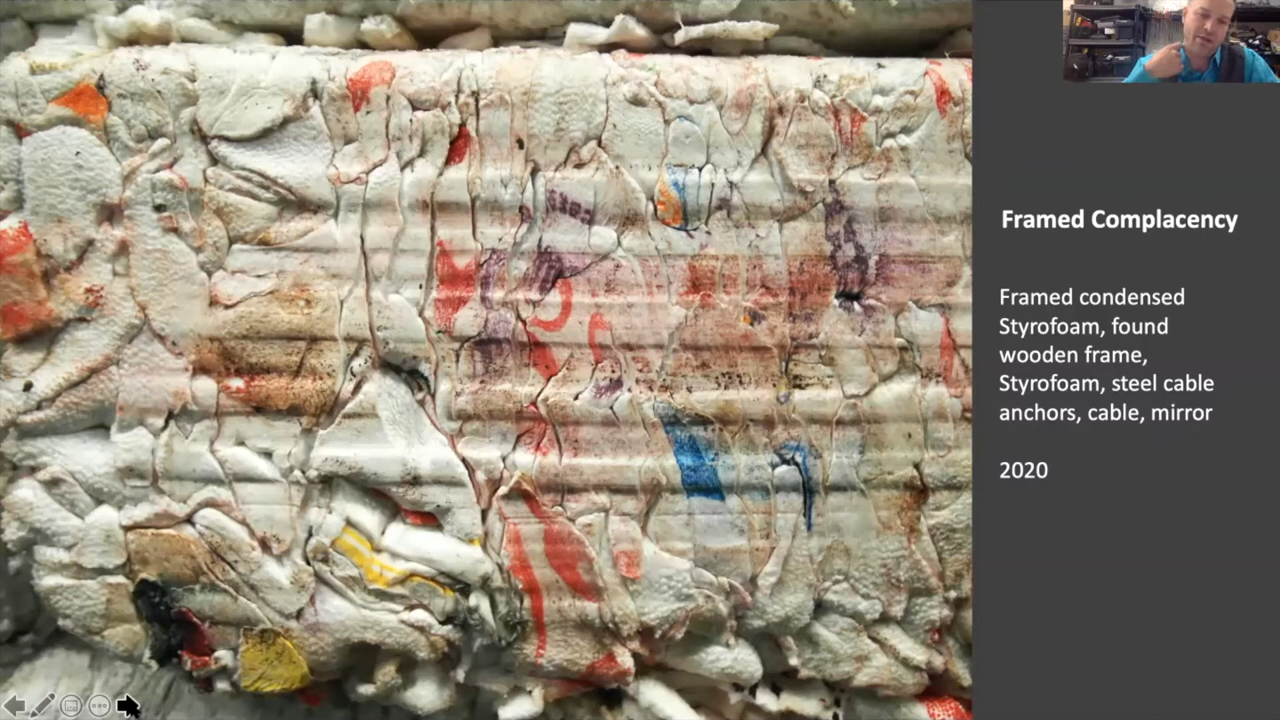 Framed Complacency
Framed condensed
Styrofoam, found
wooden frame,
Styrofoam, steel cable
anchors, cable, mirror
2020